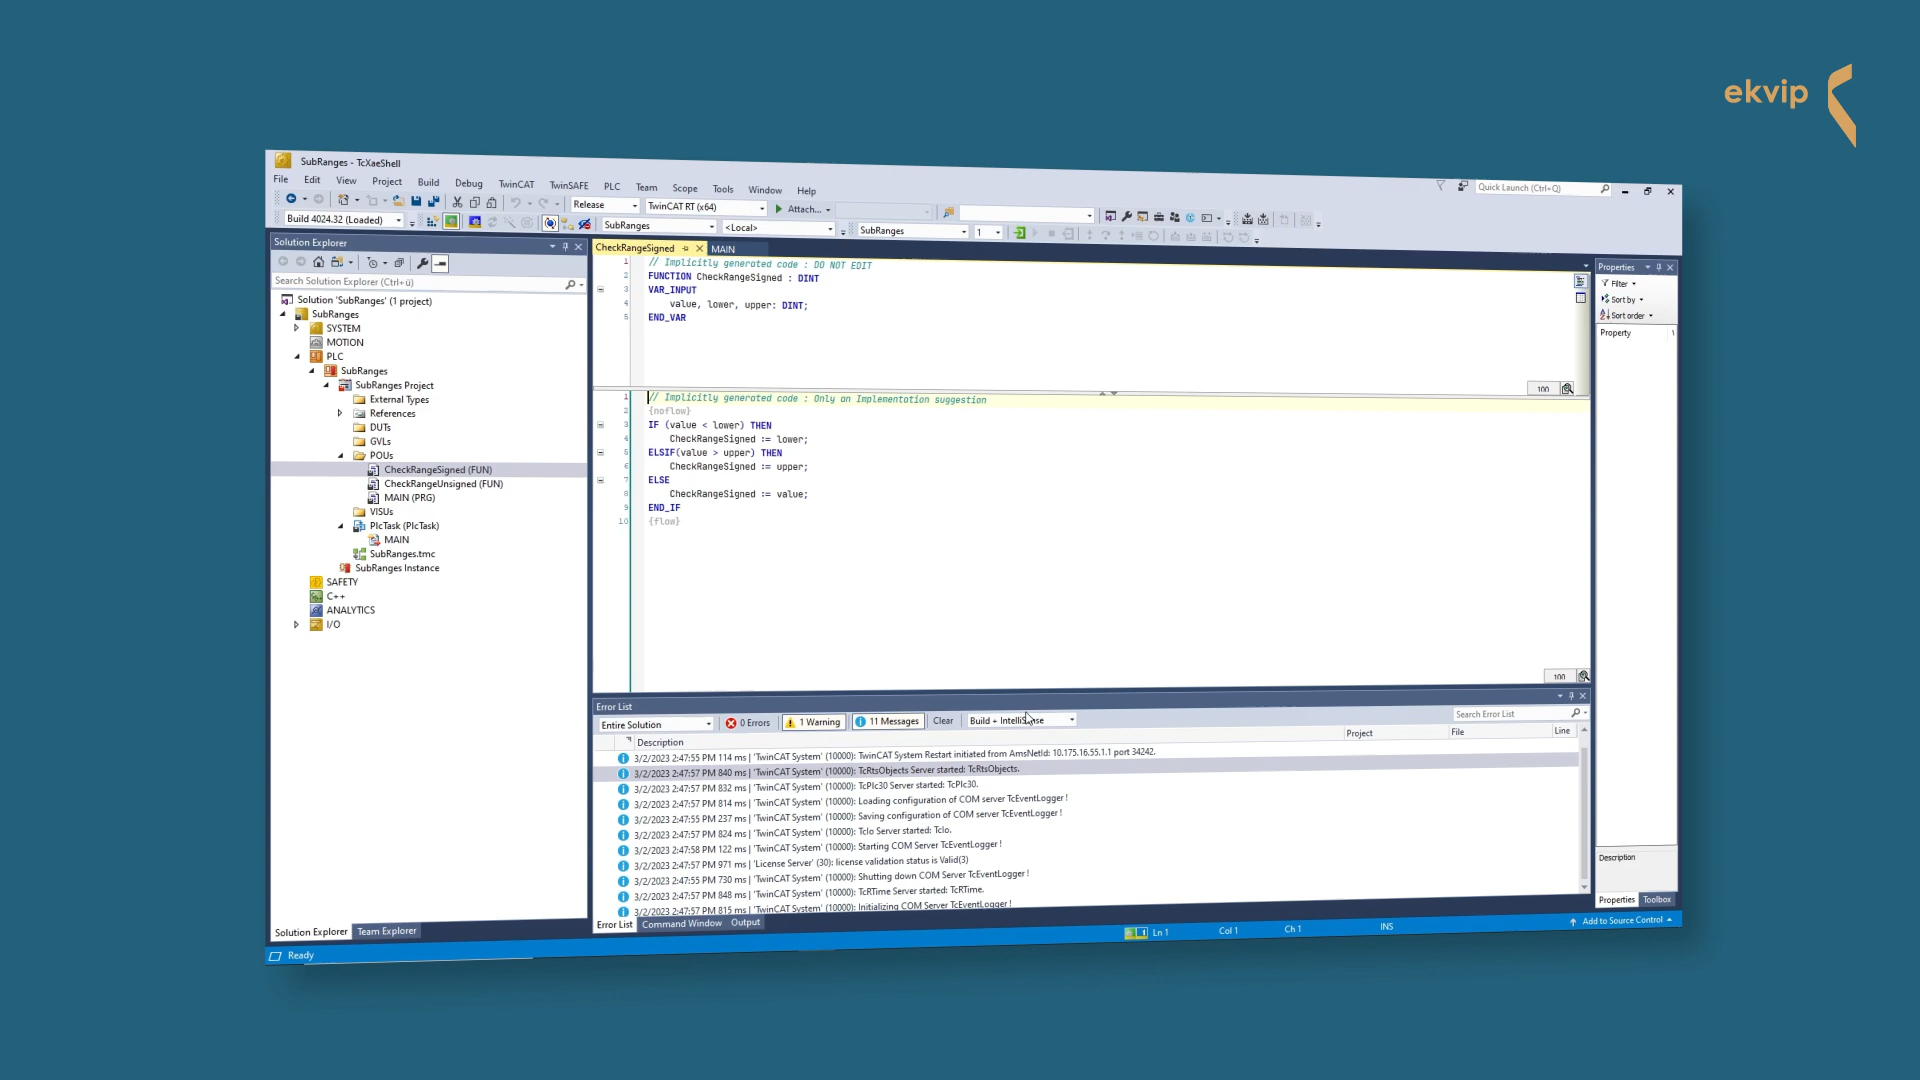 ekvip
SubRanges - TcXaeShell
Quick Launch (Ctrl+Q)
File Edit View Project Build Debug TwinCAT TwinSAFE PLC Team Scope Tools Window Help
Release TwinCAT RT (x64) Attach...
Build 4024.32 (Loaded) SubRanges <Local> SubRanges 1
Solution Explorer
Search Solution Explorer (Ctrl+ü)
Solution 'SubRanges' (1 project)
SubRanges
SYSTEM
MOTION
PLC
SubRanges
SubRanges Project
External Types
References
DUTs
GVLs
POUs
CheckRangeSigned (FUN)
CheckRangeUnsigned (FUN)
MAIN (PRG)
VISUs
PlcTask (PlcTask)
MAIN
SubRanges.tmc
SubRanges Instance
SAFETY
C++
ANALYTICS
I/O
Solution Explorer Team Explorer
CheckRangeSigned MAIN
1 // Implicitly generated code : DO NOT EDIT
2 FUNCTION CheckRangeSigned : DINT
3 VAR_INPUT
4 value, lower, upper: DINT;
5 END_VAR
100
1 // Implicitly generated code : Only an Implementation suggestion
2 {noflow}
3 IF (value < lower) THEN
4 CheckRangeSigned := lower;
5 ELSIF(value > upper) THEN
6 CheckRangeSigned := upper;
7 ELSE
8 CheckRangeSigned := value;
9 END_IF
10 {flow}
100
Error List
Entire Solution 0 Errors 1 Warning 11 Messages Clear Build + IntelliSense Search Error List
Description Project File Line
3/2/2023 2:47:55 PM 114 ms | 'TwinCAT System' (10000): TwinCAT System Restart initiated from AmsNetId: 10.175.16.55.1.1 port 34242.
3/2/2023 2:47:57 PM 840 ms | 'TwinCAT System' (10000): TcRtsObjects Server started: TcRtsObjects.
3/2/2023 2:47:57 PM 832 ms | 'TwinCAT System' (10000): TcPlc30 Server started: TcPlc30.
3/2/2023 2:47:57 PM 814 ms | 'TwinCAT System' (10000): Loading configuration of COM server TcEventLogger !
3/2/2023 2:47:55 PM 237 ms | 'TwinCAT System' (10000): Saving configuration of COM server TcEventLogger !
3/2/2023 2:47:57 PM 824 ms | 'TwinCAT System' (10000): TcIo Server started: TcIo.
3/2/2023 2:47:58 PM 122 ms | 'TwinCAT System' (10000): Starting COM Server TcEventLogger !
3/2/2023 2:47:57 PM 971 ms | 'License Server' (30): license validation status is Valid(3)
3/2/2023 2:47:55 PM 730 ms | 'TwinCAT System' (10000): Shutting down COM Server TcEventLogger !
3/2/2023 2:47:57 PM 848 ms | 'TwinCAT System' (10000): TcRTime Server started: TcRTime.
3/2/2023 2:47:57 PM 815 ms | 'TwinCAT System' (10000): Initializing COM Server TcEventLogger !
Error List Command Window Output
Properties
Filter
Sort by
Sort order
Property
Description
Properties Toolbox
Ready Ln 1 Col 1 Ch 1 INS Add to Source Control